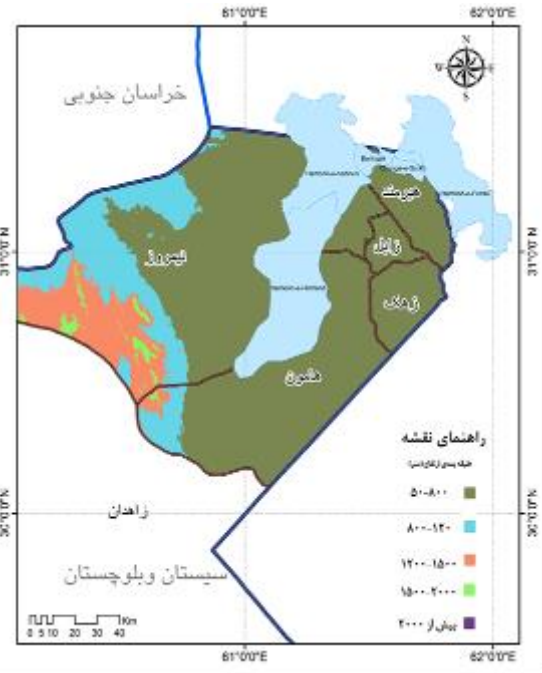 61°0'0"E
62°0'0"E
N
W
E
S
خراسان جنوبی
هیرمند
31°0'0"N
31°0'0"N
نیمروز
زابل
زهک
هامون
راهنمای نقشه
۵۰-۸۰۰
۸۰۰-۱۲۰
30°0'0"N
30°0'0"N
زاهدان
۱۲۰۰-۱۵۰۰
سیستان وبلوچستان
۱۵۰۰-۲۰۰۰
بیش از ۲۰۰۰
Km
0 5 10 20 30 40
61°0'0"E
62°0'0"E